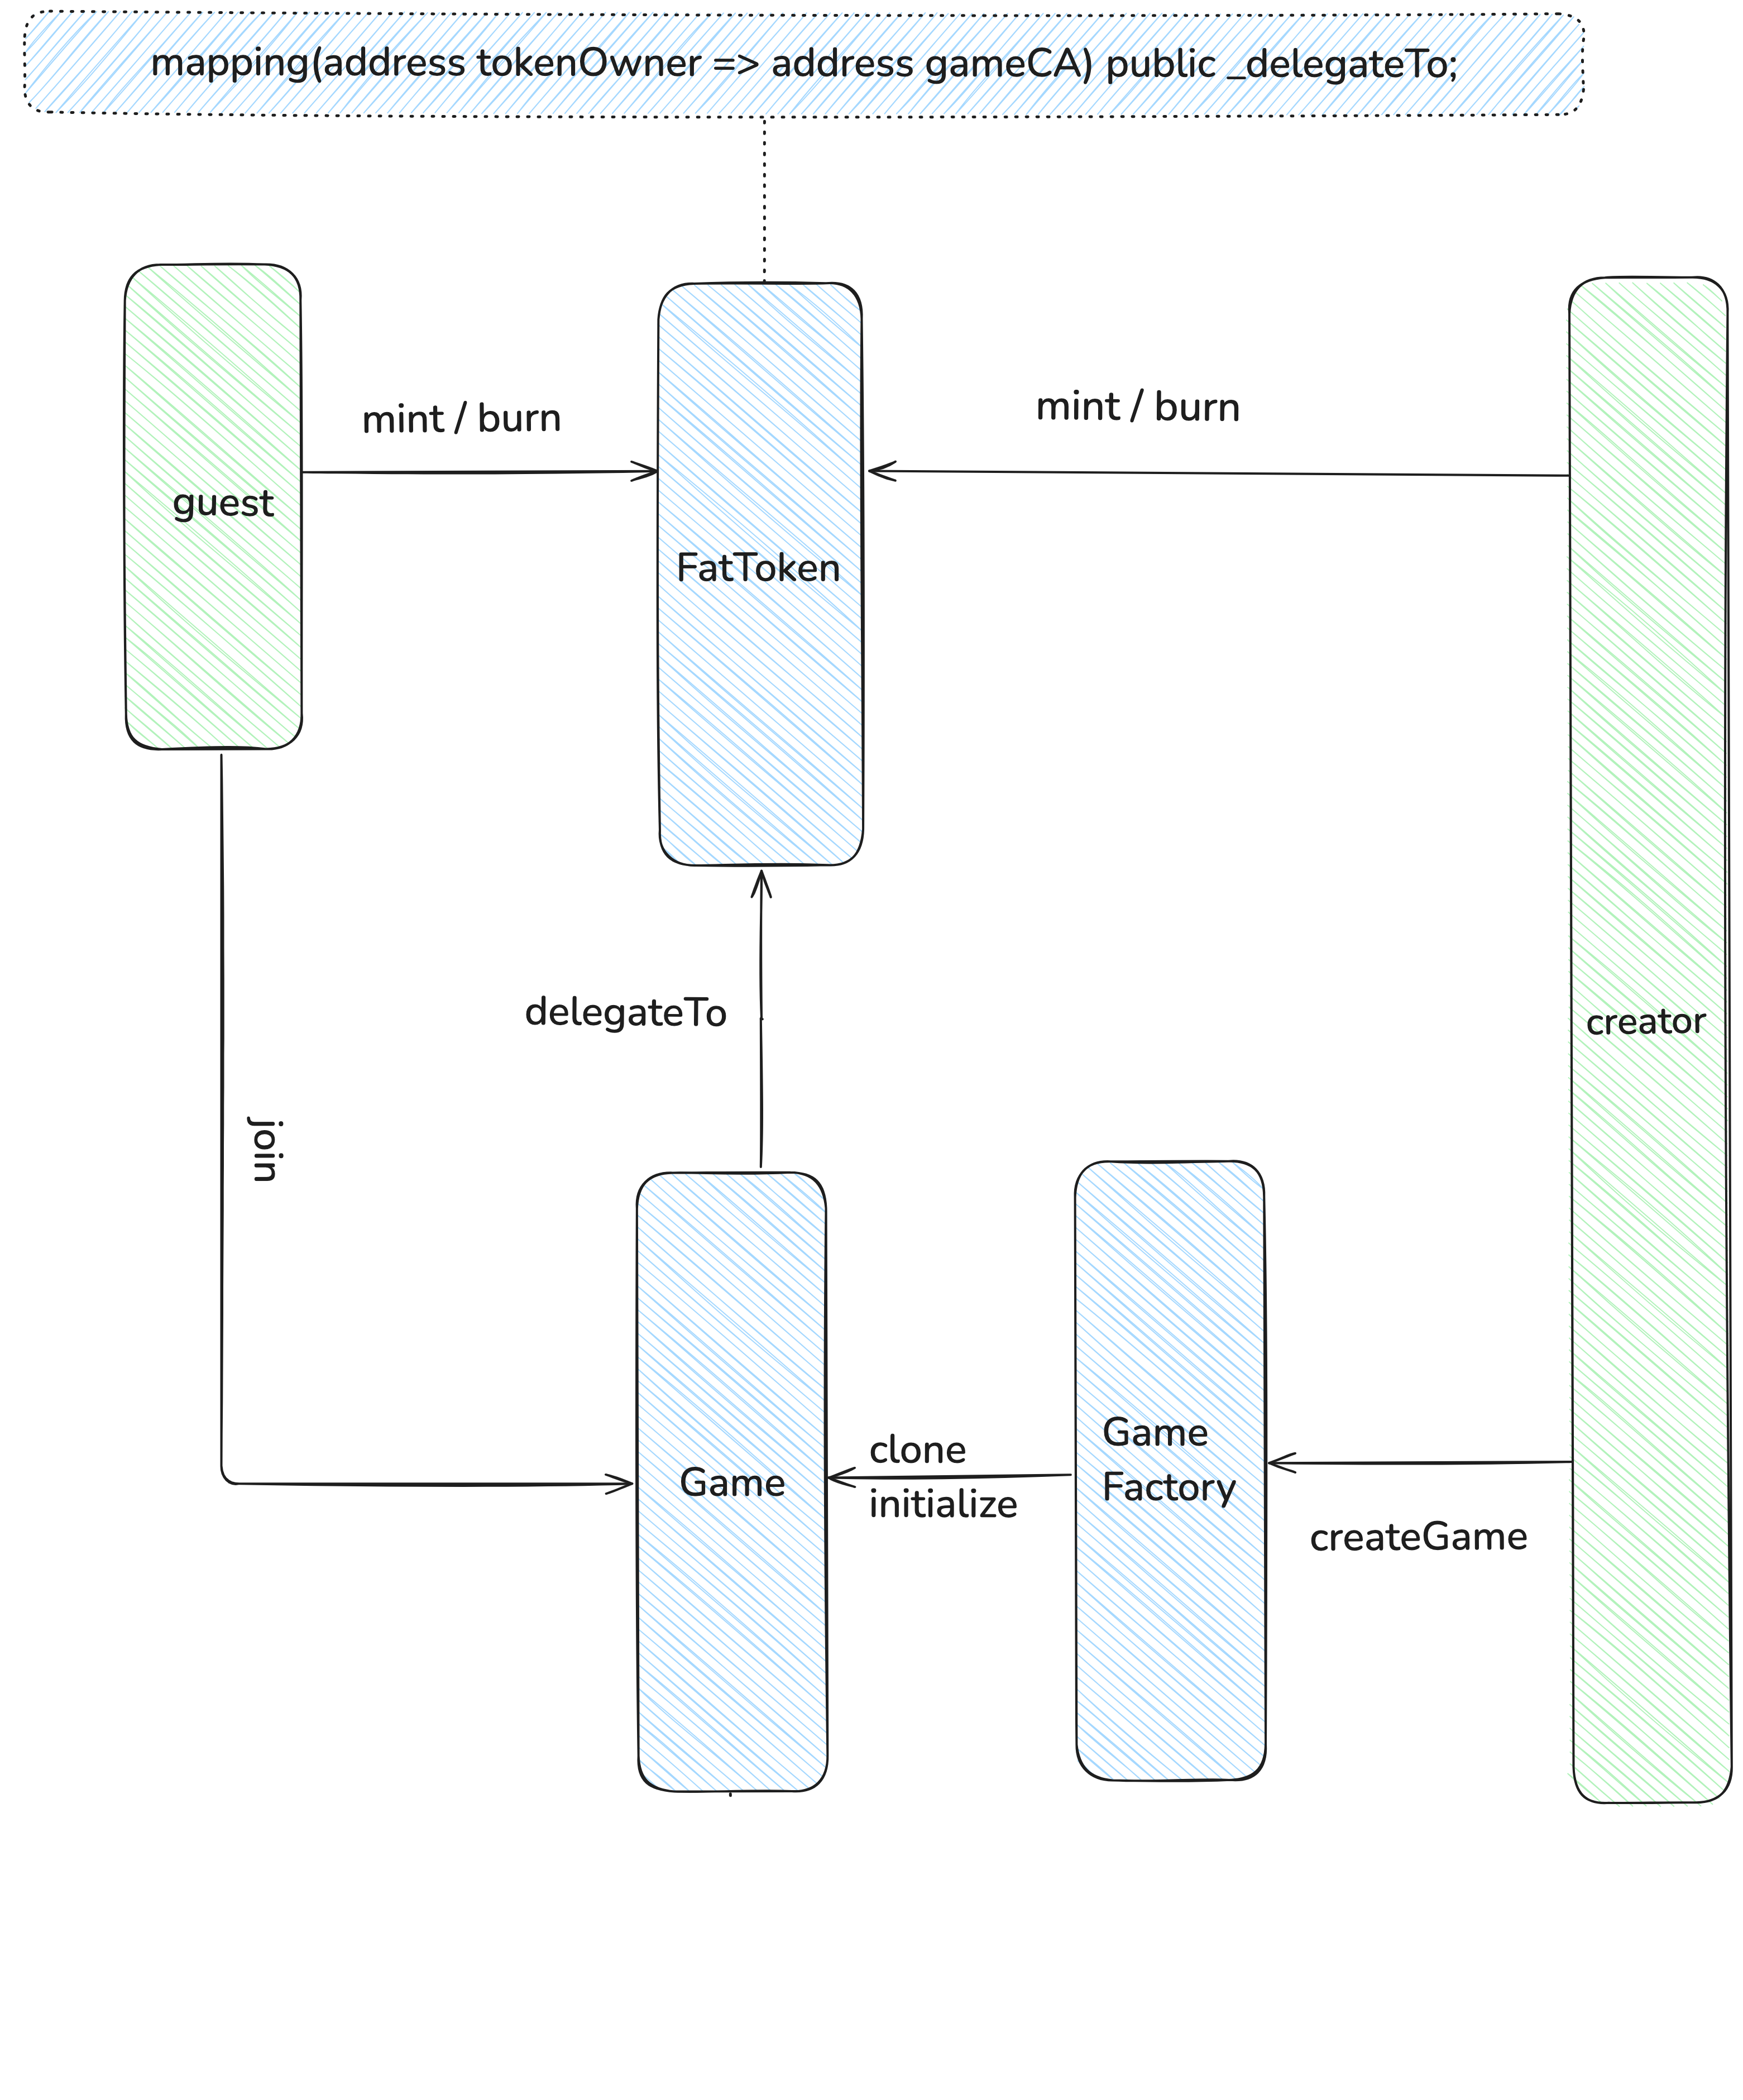 mapping(address tokenOwner => address gameCA) public _delegateTo;
mint / burn
mint / burn
guest
FatToken
delegateTo
creator
join
clone
initialize
Game
Game
Factory
createGame